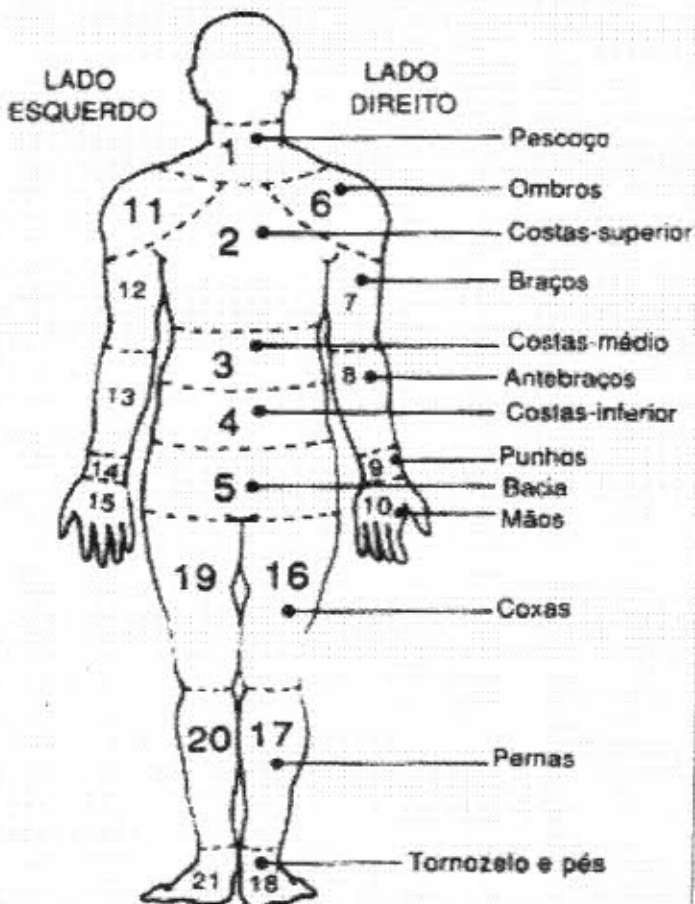 LADO
ESQUERDO
LADO
DIREITO
1
Pescoço
11
6
Ombros
2
Costas-superior
12
7
Braços
3
Costas-médio
13
8
Antebraços
4
Costas-inferior
14
9
Punhos
5
Bacia
15
10
Mãos
19
16
Coxas
20
17
Pernas
Tornozelo e pés
21
18